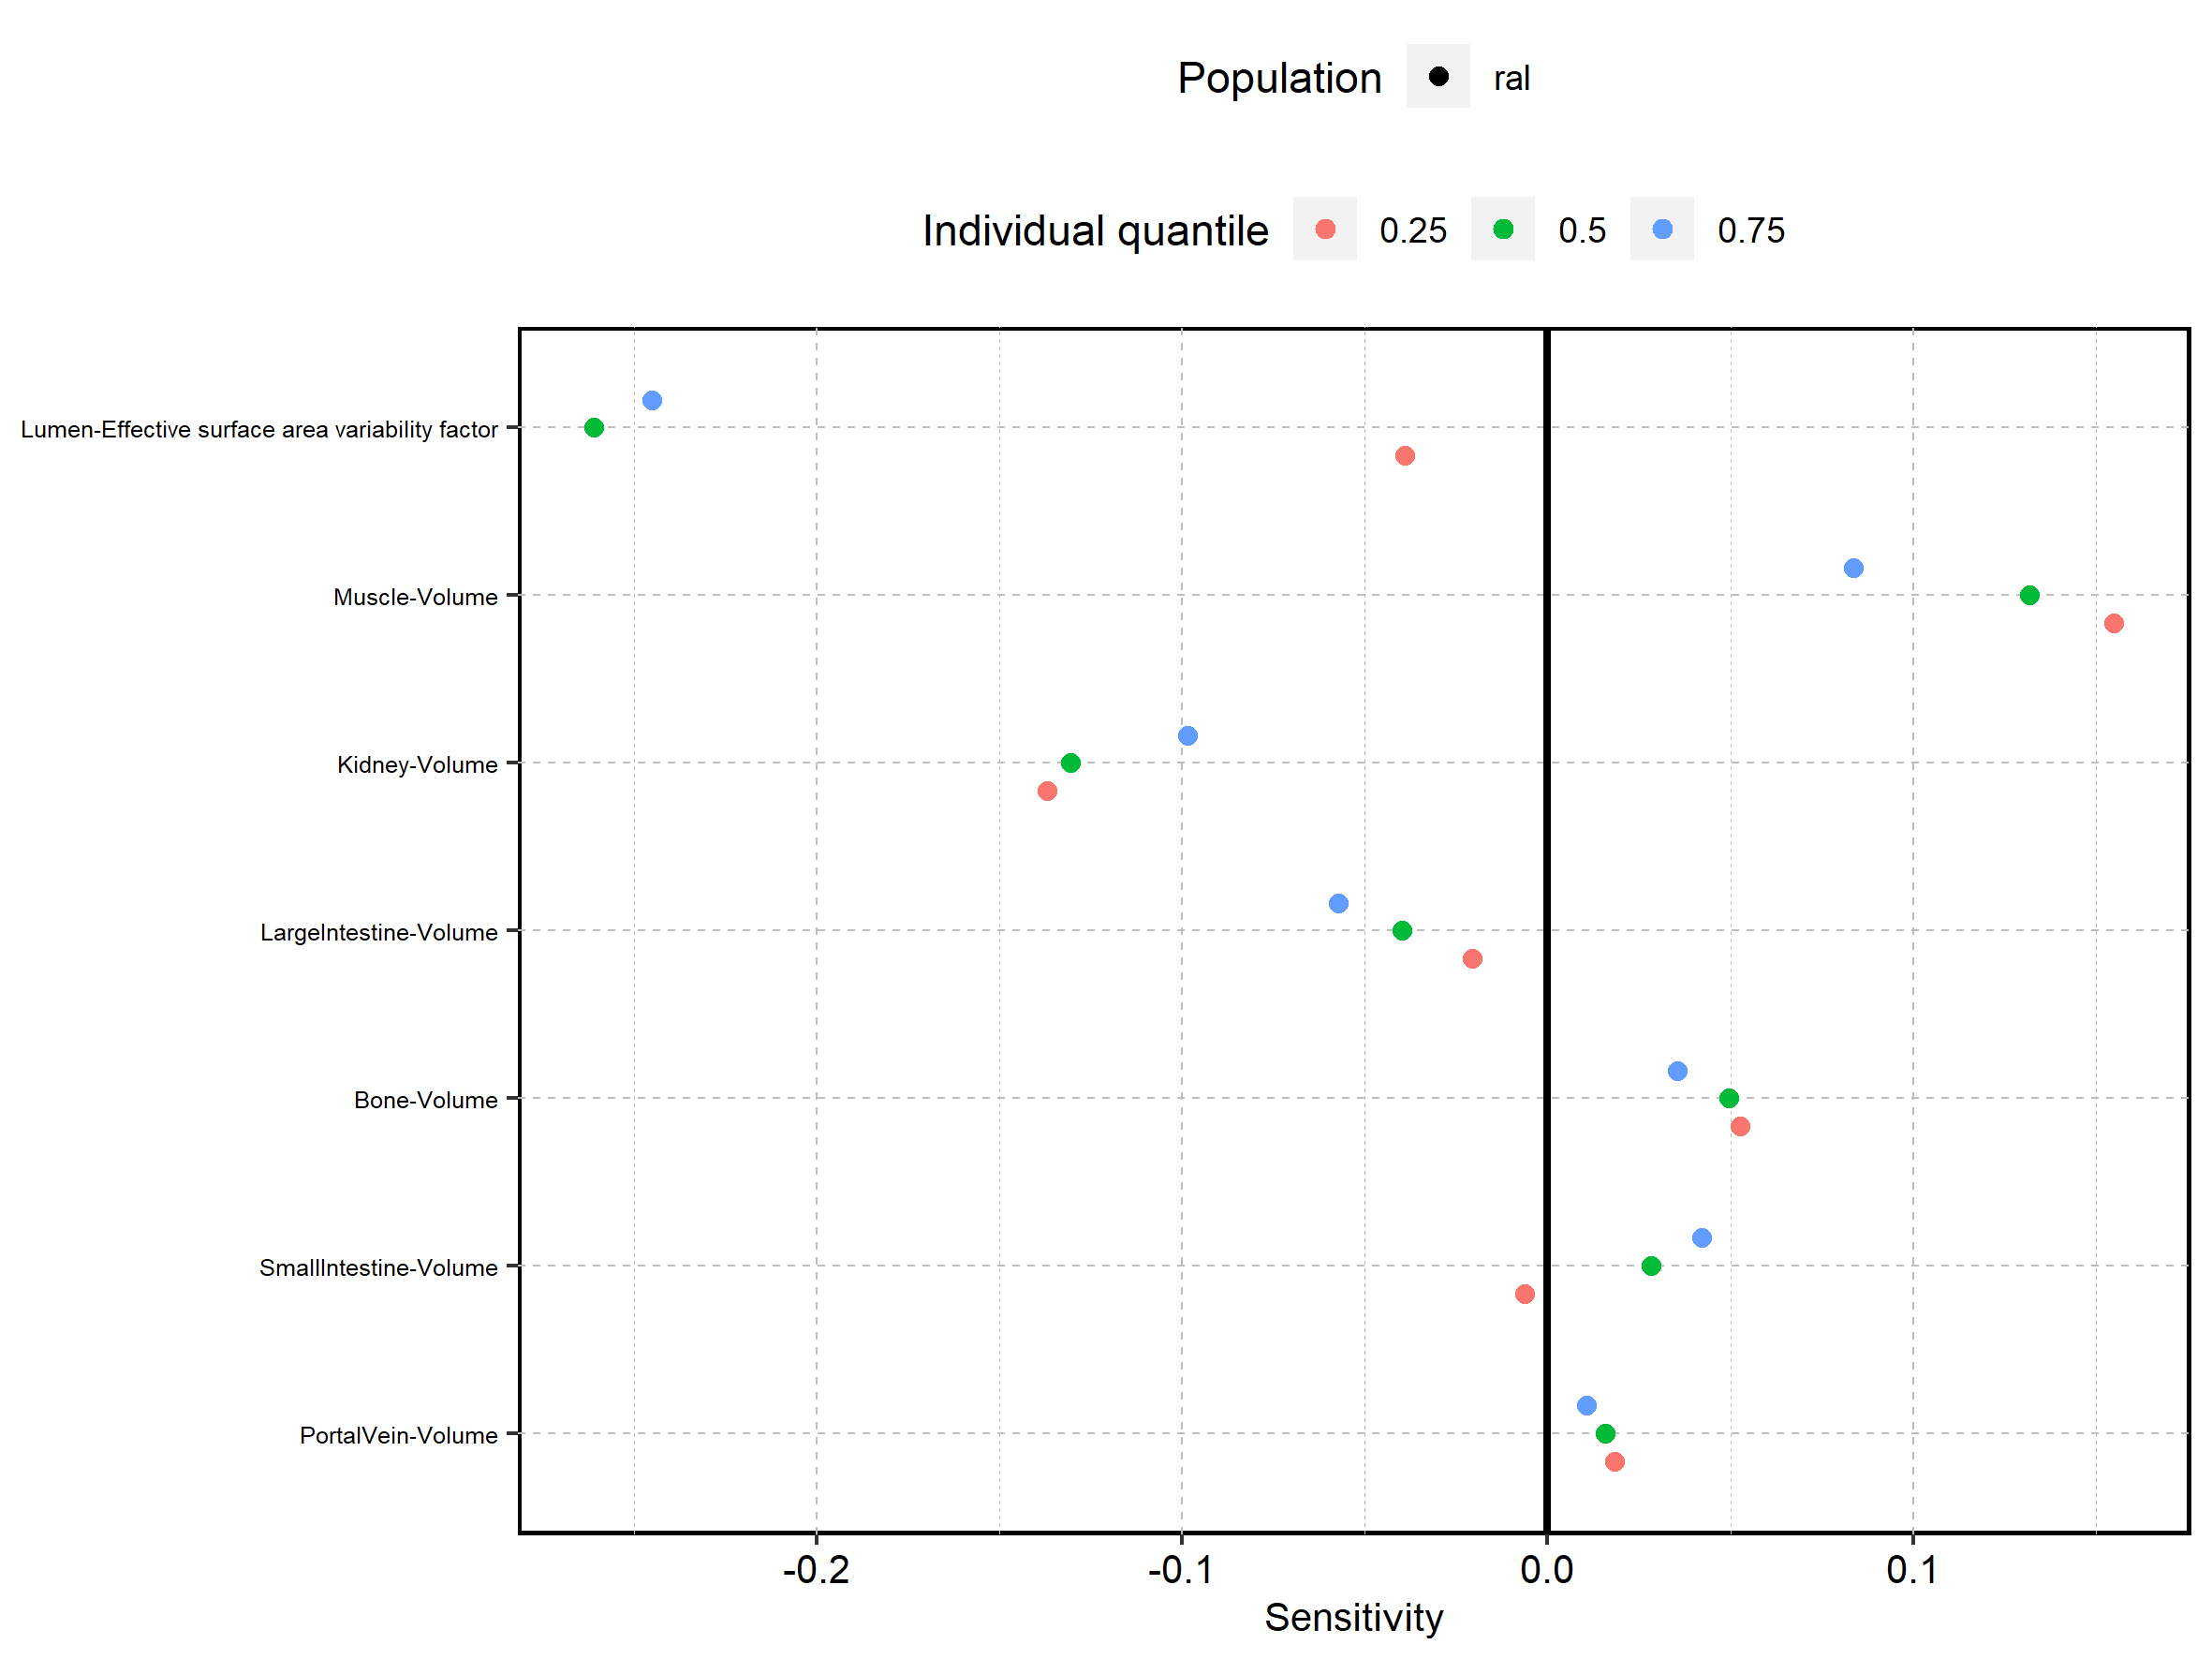 Population ral
Individual quantile 0.25 0.5 0.75
Lumen-Effective surface area variability factor
Muscle-Volume
Kidney-Volume
LargeIntestine-Volume
Bone-Volume
SmallIntestine-Volume
PortalVein-Volume
-0.2 -0.1 0.0 0.1
Sensitivity